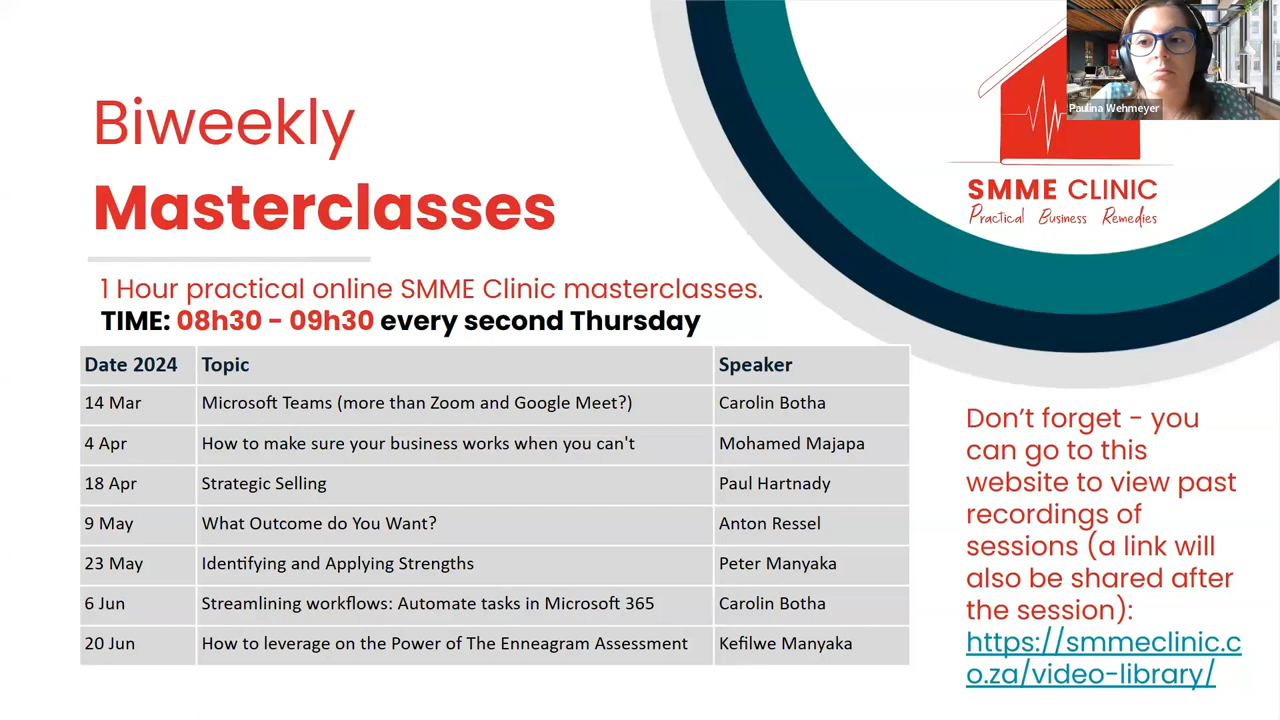 Biweekly
Masterclasses
1 Hour practical online SMME Clinic masterclasses.
TIME: 08h30 - 09h30 every second Thursday
Date 2024 Topic Speaker
14 Mar Microsoft Teams (more than Zoom and Google Meet?) Carolin Botha
4 Apr How to make sure your business works when you can't Mohamed Majapa
18 Apr Strategic Selling Paul Hartnady
9 May What Outcome do You Want? Anton Ressel
23 May Identifying and Applying Strengths Peter Manyaka
6 Jun Streamlining workflows: Automate tasks in Microsoft 365 Carolin Botha
20 Jun How to leverage on the Power of The Enneagram Assessment Kefilwe Manyaka
Paulina Wehmeyer
SMME CLINIC
Practical Business Remedies
Don't forget - you
can go to this
website to view past
recordings of
sessions (a link will
also be shared after
the session):
https://smmeclinic.c
o.za/video-library/